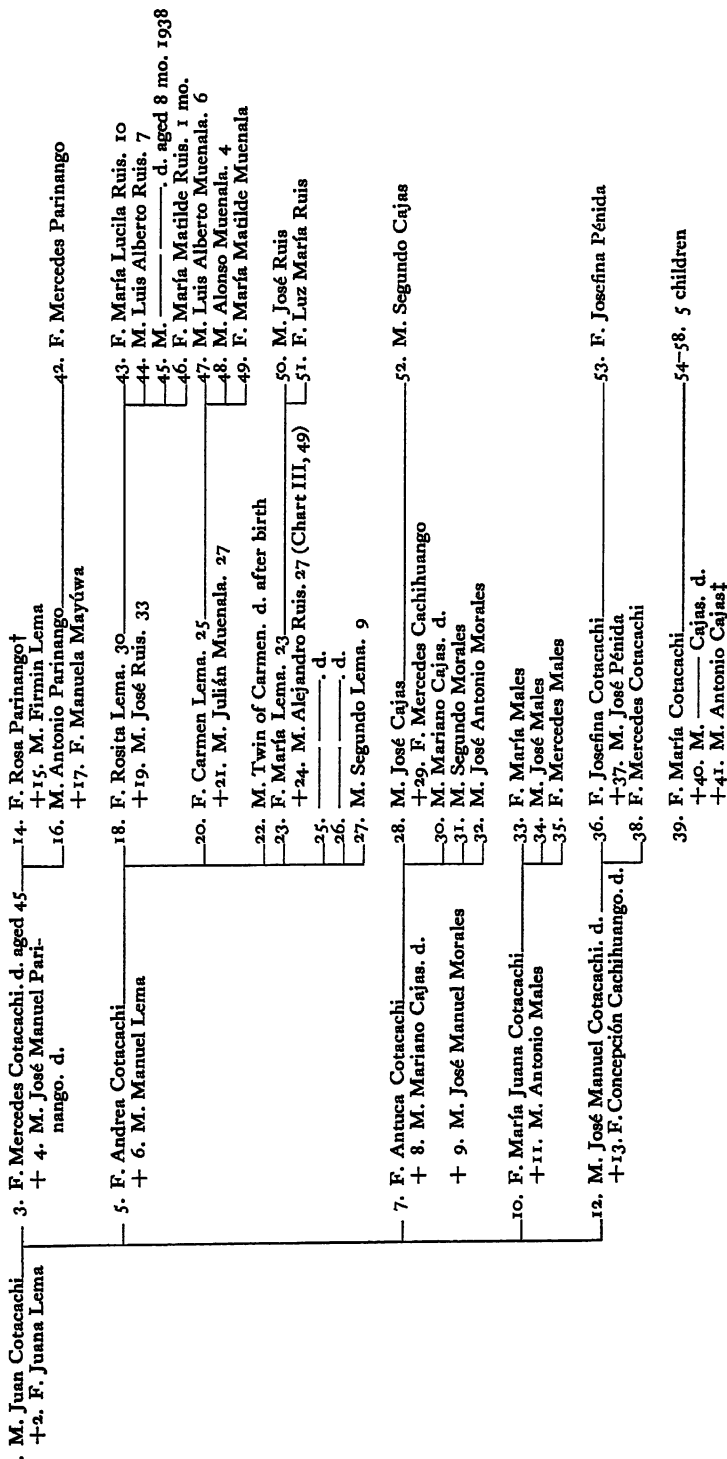 . M. Juan Cotacachi
+2. F. Juana Lema
3. F. Mercedes Cotacachi. d. aged 45
+ 4. M. José Manuel Pari-
nango. d.
5. F. Andrea Cotacachi
+ 6. M. Manuel Lema
7. F. Antuca Cotacachi
+ 8. M. Mariano Cajas. d.
+ 9. M. José Manuel Morales
10. F. María Juana Cotacachi
+11. M. Antonio Males
12. M. José Manuel Cotacachi. d.
+13. F. Concepción Cachihuango. d.
14. F. Rosa Parinango†
+15. M. Firmin Lema
16. M. Antonio Parinango
+17. F. Manuela Mayúwa
18. F. Rosita Lema. 30
+19. M. José Ruis. 33
20. F. Carmen Lema. 25
+21. M. Julián Muenala. 27
22. M. Twin of Carmen. d. after birth
23. F. María Lema. 23
+24. M. Alejandro Ruis. 27 (Chart III, 49)
25. —— ——. d.
26. —— ——. d.
27. M. Segundo Lema. 9
28. M. José Cajas
+29. F. Mercedes Cachihuango
30. M. Mariano Cajas. d.
31. M. Segundo Morales
32. M. José Antonio Morales
33. F. María Males
34. M. José Males
35. F. Mercedes Males
36. F. Josefina Cotacachi
+37. M. José Pénida
38. F. Mercedes Cotacachi
39. F. María Cotacachi
+40. M. —— Cajas. d.
+41. M. Antonio Cajas‡
42. F. Mercedes Parinango
43. F. María Lucila Ruis. 10
44. M. Luis Alberto Ruis. 7
45. M. —— ——. d. aged 8 mo. 1938
46. F. María Matilde Ruis. 1 mo.
47. M. Luis Alberto Muenala. 6
48. M. Alonso Muenala. 4
49. F. María Matilde Muenala
50. M. José Ruis
51. F. Luz María Ruis
52. M. Segundo Cajas
53. F. Josefina Pénida
54–58. 5 children